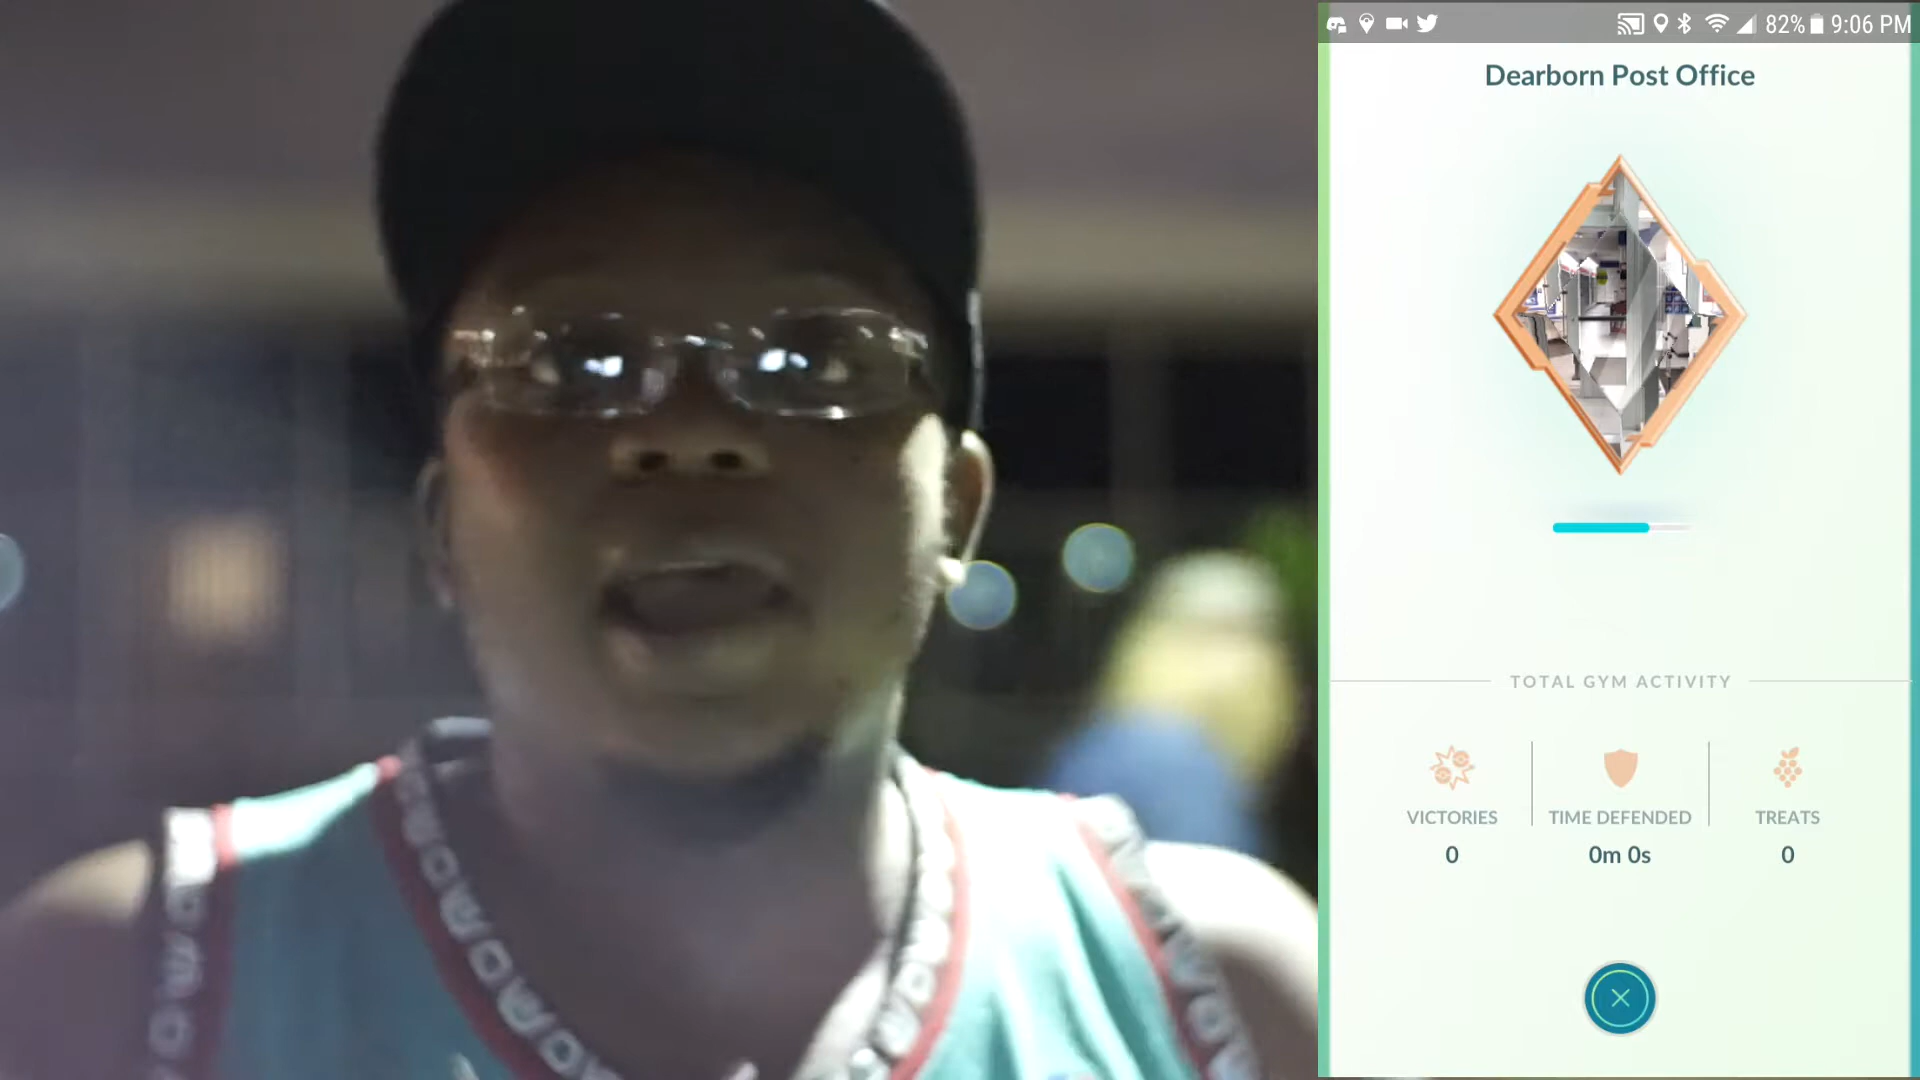 82% 9:06 PM
Dearborn Post Office
TOTAL GYM ACTIVITY
VICTORIES
TIME DEFENDED
TREATS
0
0m 0s
0